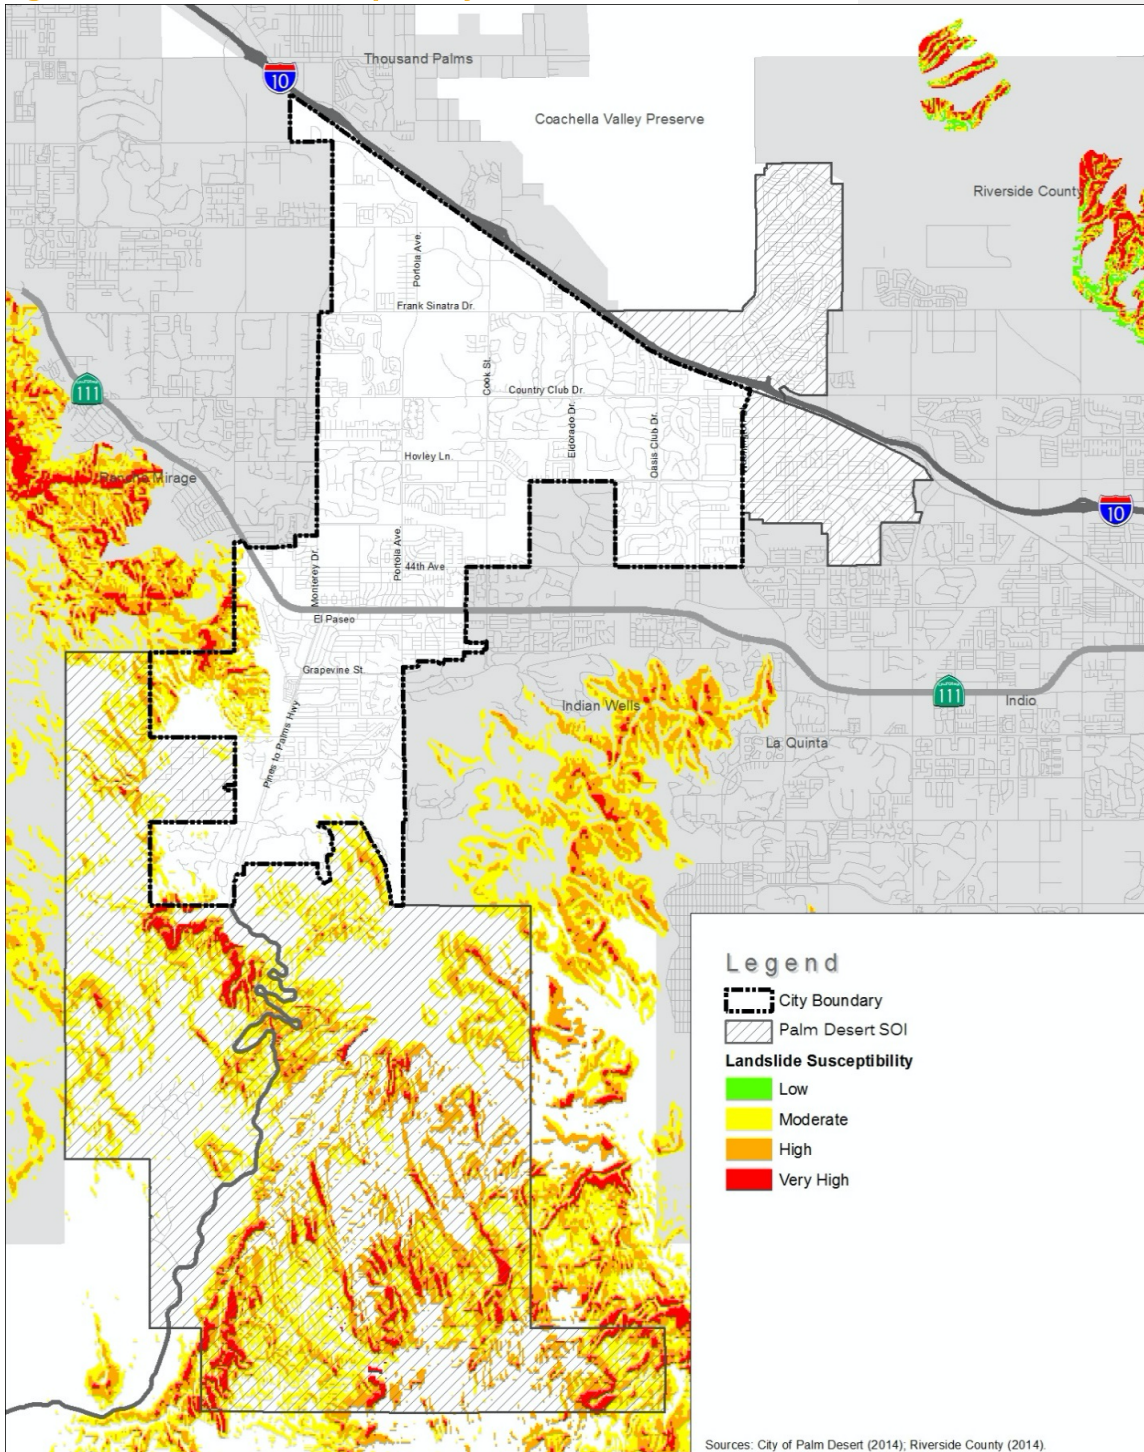 Thousand Palms
10
Coachella Valley Preserve
Riverside County
Portola Ave.
Frank Sinatra Dr.
Cook St.
Country Club Dr.
111
Eldorado Dr.
Oasis Club Dr.
Hovley Ln.
Rancho Mirage
10
Monterey Dr.
Portola Ave.
44th Ave
El Paseo
Grapevine St.
CALIFORNIA
111
Indio
Indian Wells
Pines to Palms Hwy
La Quinta
Legend
City Boundary
Palm Desert SOI
Landslide Susceptibility
Low
Moderate
High
Very High
Sources: City of Palm Desert (2014); Riverside County (2014).